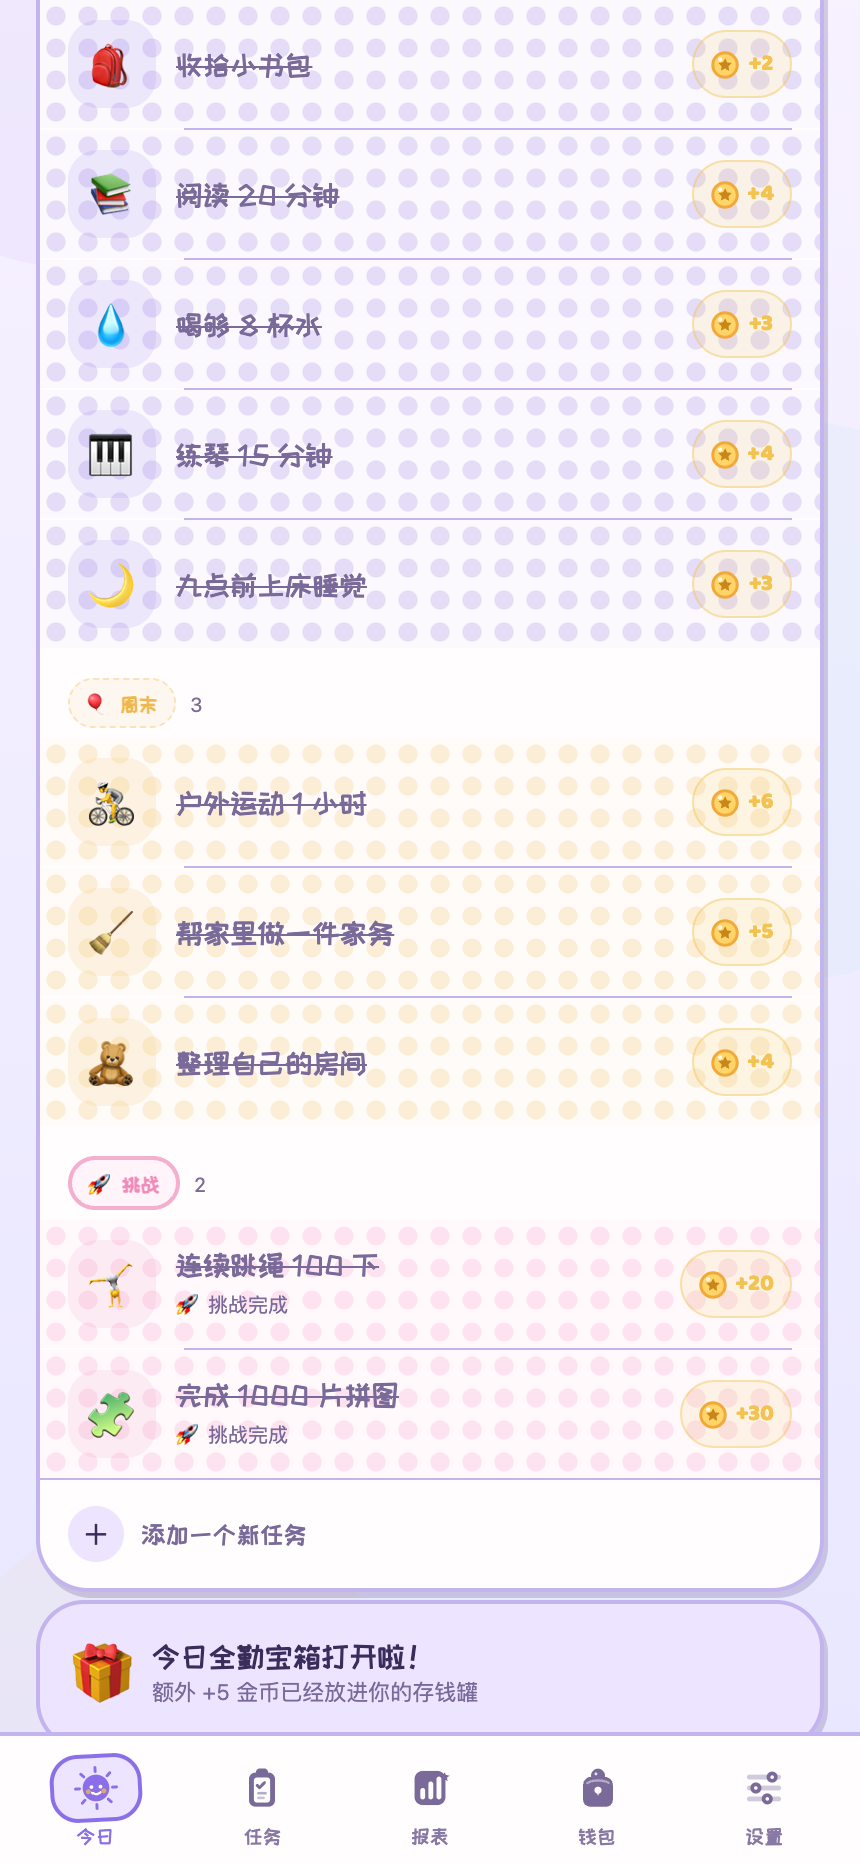 收拾小书包
+2
阅读 20 分钟
+4
喝够 8 杯水
+3
练琴 15 分钟
+4
九点前上床睡觉
+3
周末 3
户外运动 1 小时
+6
帮家里做一件家务
+5
整理自己的房间
+4
挑战 2
连续跳绳 100 下
挑战完成
+20
完成 1000 片拼图
挑战完成
+30
添加一个新任务
今日全勤宝箱打开啦！
额外 +5 金币已经放进你的存钱罐
今日 任务 报表 钱包 设置